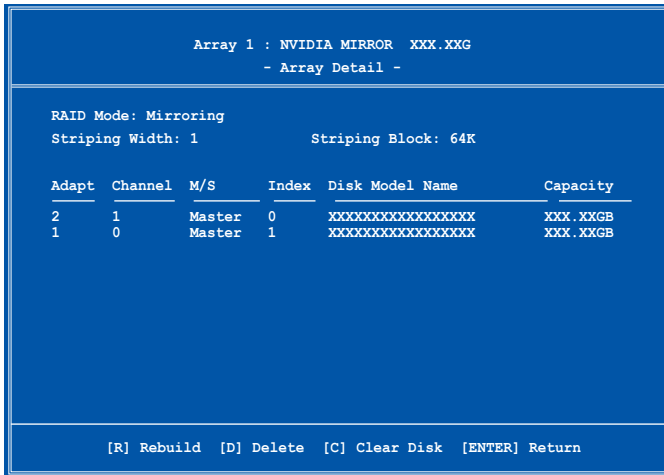 Array 1 : NVIDIA MIRROR XXX.XXG
- Array Detail -
RAID Mode: Mirroring
Striping Width: 1 Striping Block: 64K
Adapt Channel M/S Index Disk Model Name Capacity
2 1 Master 0 XXXXXXXXXXXXXXXXX XXX.XXGB
1 0 Master 1 XXXXXXXXXXXXXXXXX XXX.XXGB
[R] Rebuild [D] Delete [C] Clear Disk [ENTER] Return